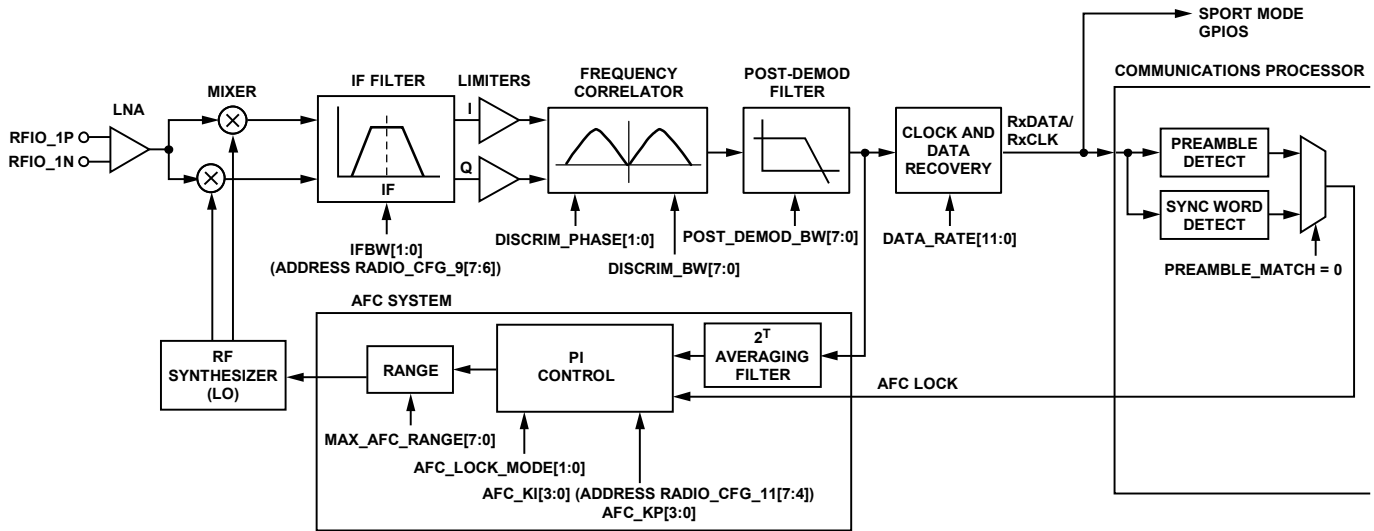 SPORT MODE
GPIOS
COMMUNICATIONS PROCESSOR
IF FILTER
LIMITERS
FREQUENCY
CORRELATOR
POST-DEMOD
FILTER
MIXER
LNA
RFIO_1P
RFIO_1N
I
Q
IF
CLOCK AND
DATA
RECOVERY
RxDATA/
RxCLK
PREAMBLE
DETECT
SYNC WORD
DETECT
IFBW[1:0]
(ADDRESS RADIO_CFG_9[7:6])
DISCRIM_PHASE[1:0]
DISCRIM_BW[7:0]
POST_DEMOD_BW[7:0]
DATA_RATE[11:0]
PREAMBLE_MATCH = 0
AFC SYSTEM
RF
SYNTHESIZER
(LO)
RANGE
PI
CONTROL
2T
AVERAGING
FILTER
AFC LOCK
MAX_AFC_RANGE[7:0]
AFC_LOCK_MODE[1:0]
AFC_KI[3:0] (ADDRESS RADIO_CFG_11[7:4])
AFC_KP[3:0]